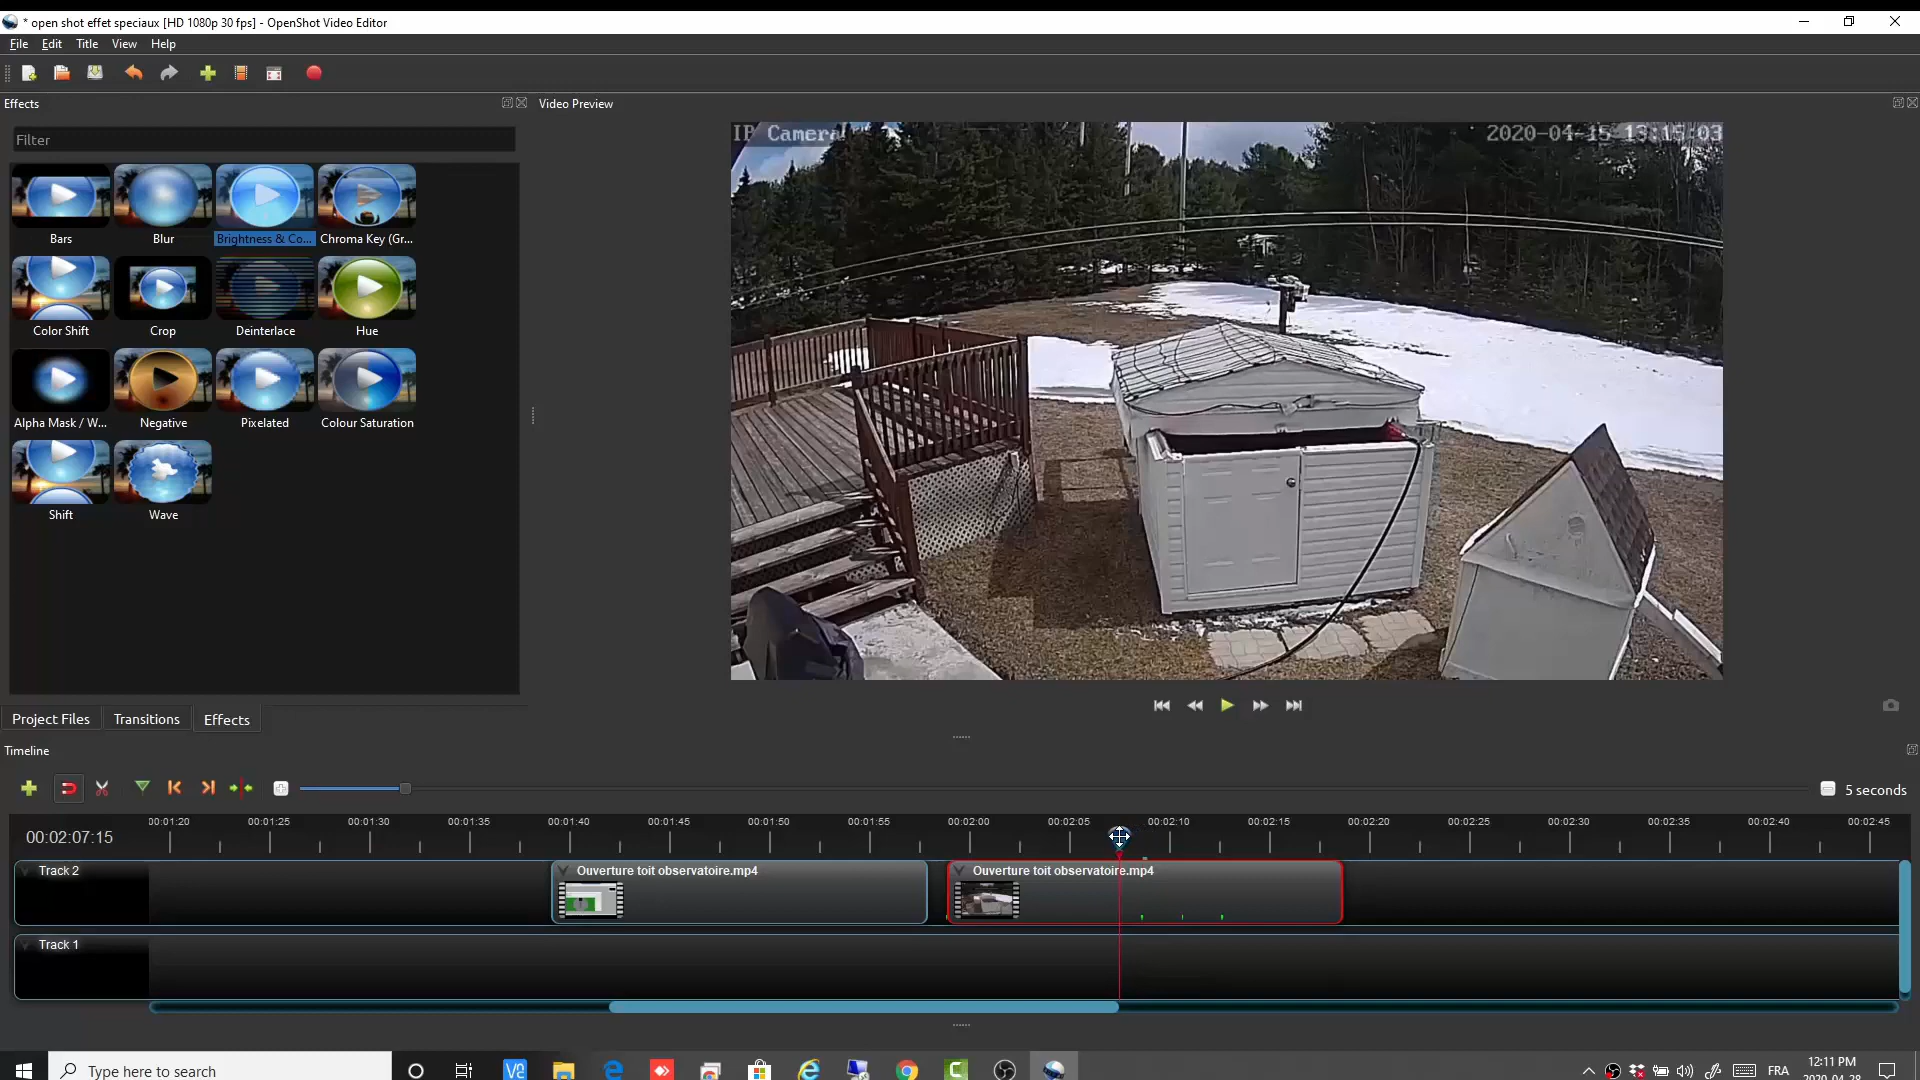 * open shot effet speciaux [HD 1080p 30 fps] - OpenShot Video Editor
File Edit Title View Help
Effects
Video Preview
Filter
IP Camera
2020-04-15 13:15:03
Bars
Blur
Brightness & Co...
Chroma Key (Gr...
Color Shift
Crop
Deinterlace
Hue
Alpha Mask / W...
Negative
Pixelated
Colour Saturation
Shift
Wave
Project Files
Transitions
Effects
Timeline
5 seconds
00:02:07:15
00:01:20
00:01:25
00:01:30
00:01:35
00:01:40
00:01:45
00:01:50
00:01:55
00:02:00
00:02:05
00:02:10
00:02:15
00:02:20
00:02:25
00:02:30
00:02:35
00:02:40
00:02:45
Track 2
Ouverture toit observatoire.mp4
Ouverture toit observatoire.mp4
Track 1
Type here to search
FRA
12:11 PM
2020-04-28